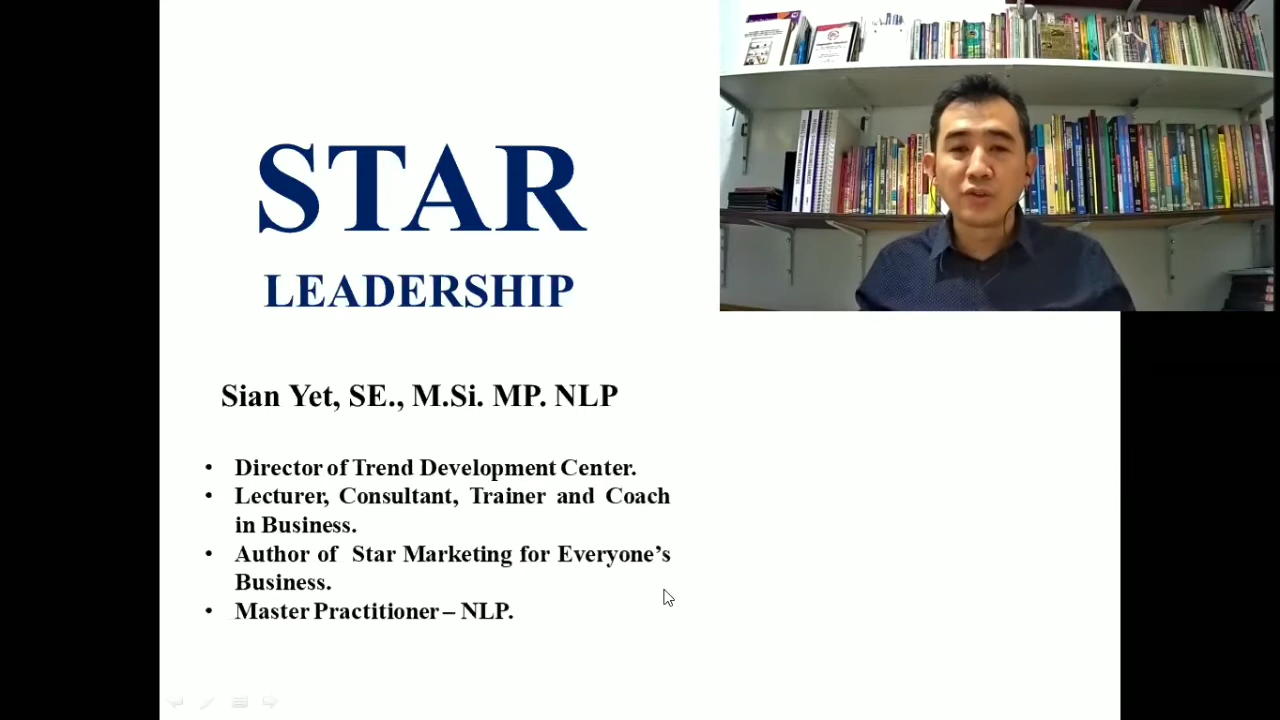 STAR
LEADERSHIP
Sian Yet, SE., M.Si. MP. NLP
• Director of Trend Development Center.
• Lecturer, Consultant, Trainer and Coach
in Business.
• Author of Star Marketing for Everyone’s
Business.
• Master Practitioner – NLP.